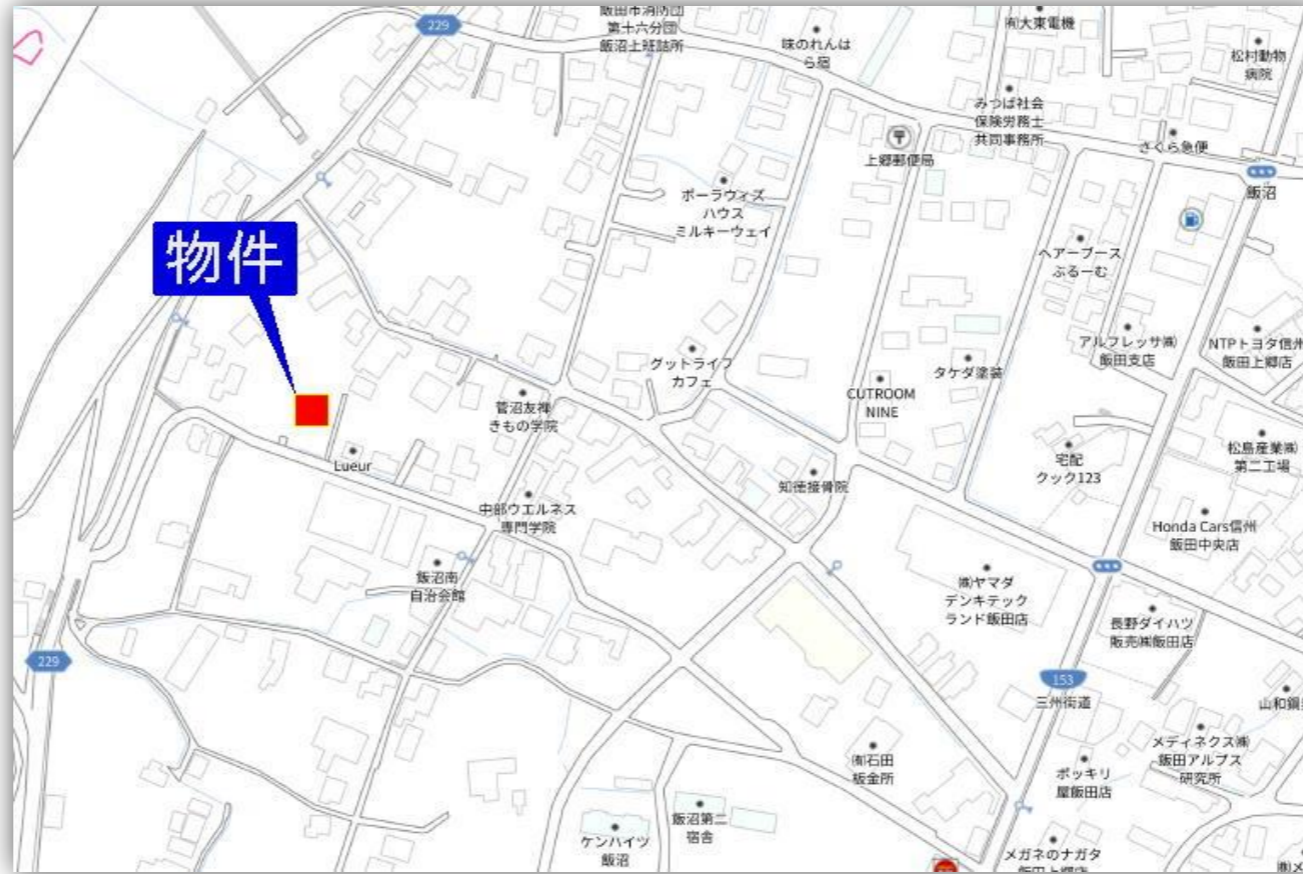 229
飯田市消防団
第十六分団
飯沼上班詰所
味のれんは
ら宿
㈲大東電機
松村動物
病院
みつば社会
保険労務士
共同事務所
上郷郵便局
さくら急便
飯沼
ポーラヴィズ
ハウス
ミルキーウェイ
物件
ヘアーブース
ぶるーむ
アルフレッサ㈱
飯田支店
NTPトヨタ信州
飯田上郷店
グットライフ
カフェ
タケダ塗装
CUTROOM
NINE
菅沼友禅
きもの学院
Lueur
知徳接骨院
宅配
クック123
松島産業㈱
第二工場
中部ウエルネス
専門学院
Honda Cars信州
飯田中央店
飯沼南
自治会館
㈱ヤマダ
デンキテック
ランド飯田店
長野ダイハツ
販売㈱飯田店
229
153
三州街道
山和鋼
メディネクス㈱
飯田アルプス
研究所
㈲石田
板金所
ポッキリ
屋飯田店
飯沼第二
宿舎
ケンハイツ
飯沼
メガネのナガタ
飯田上郷店